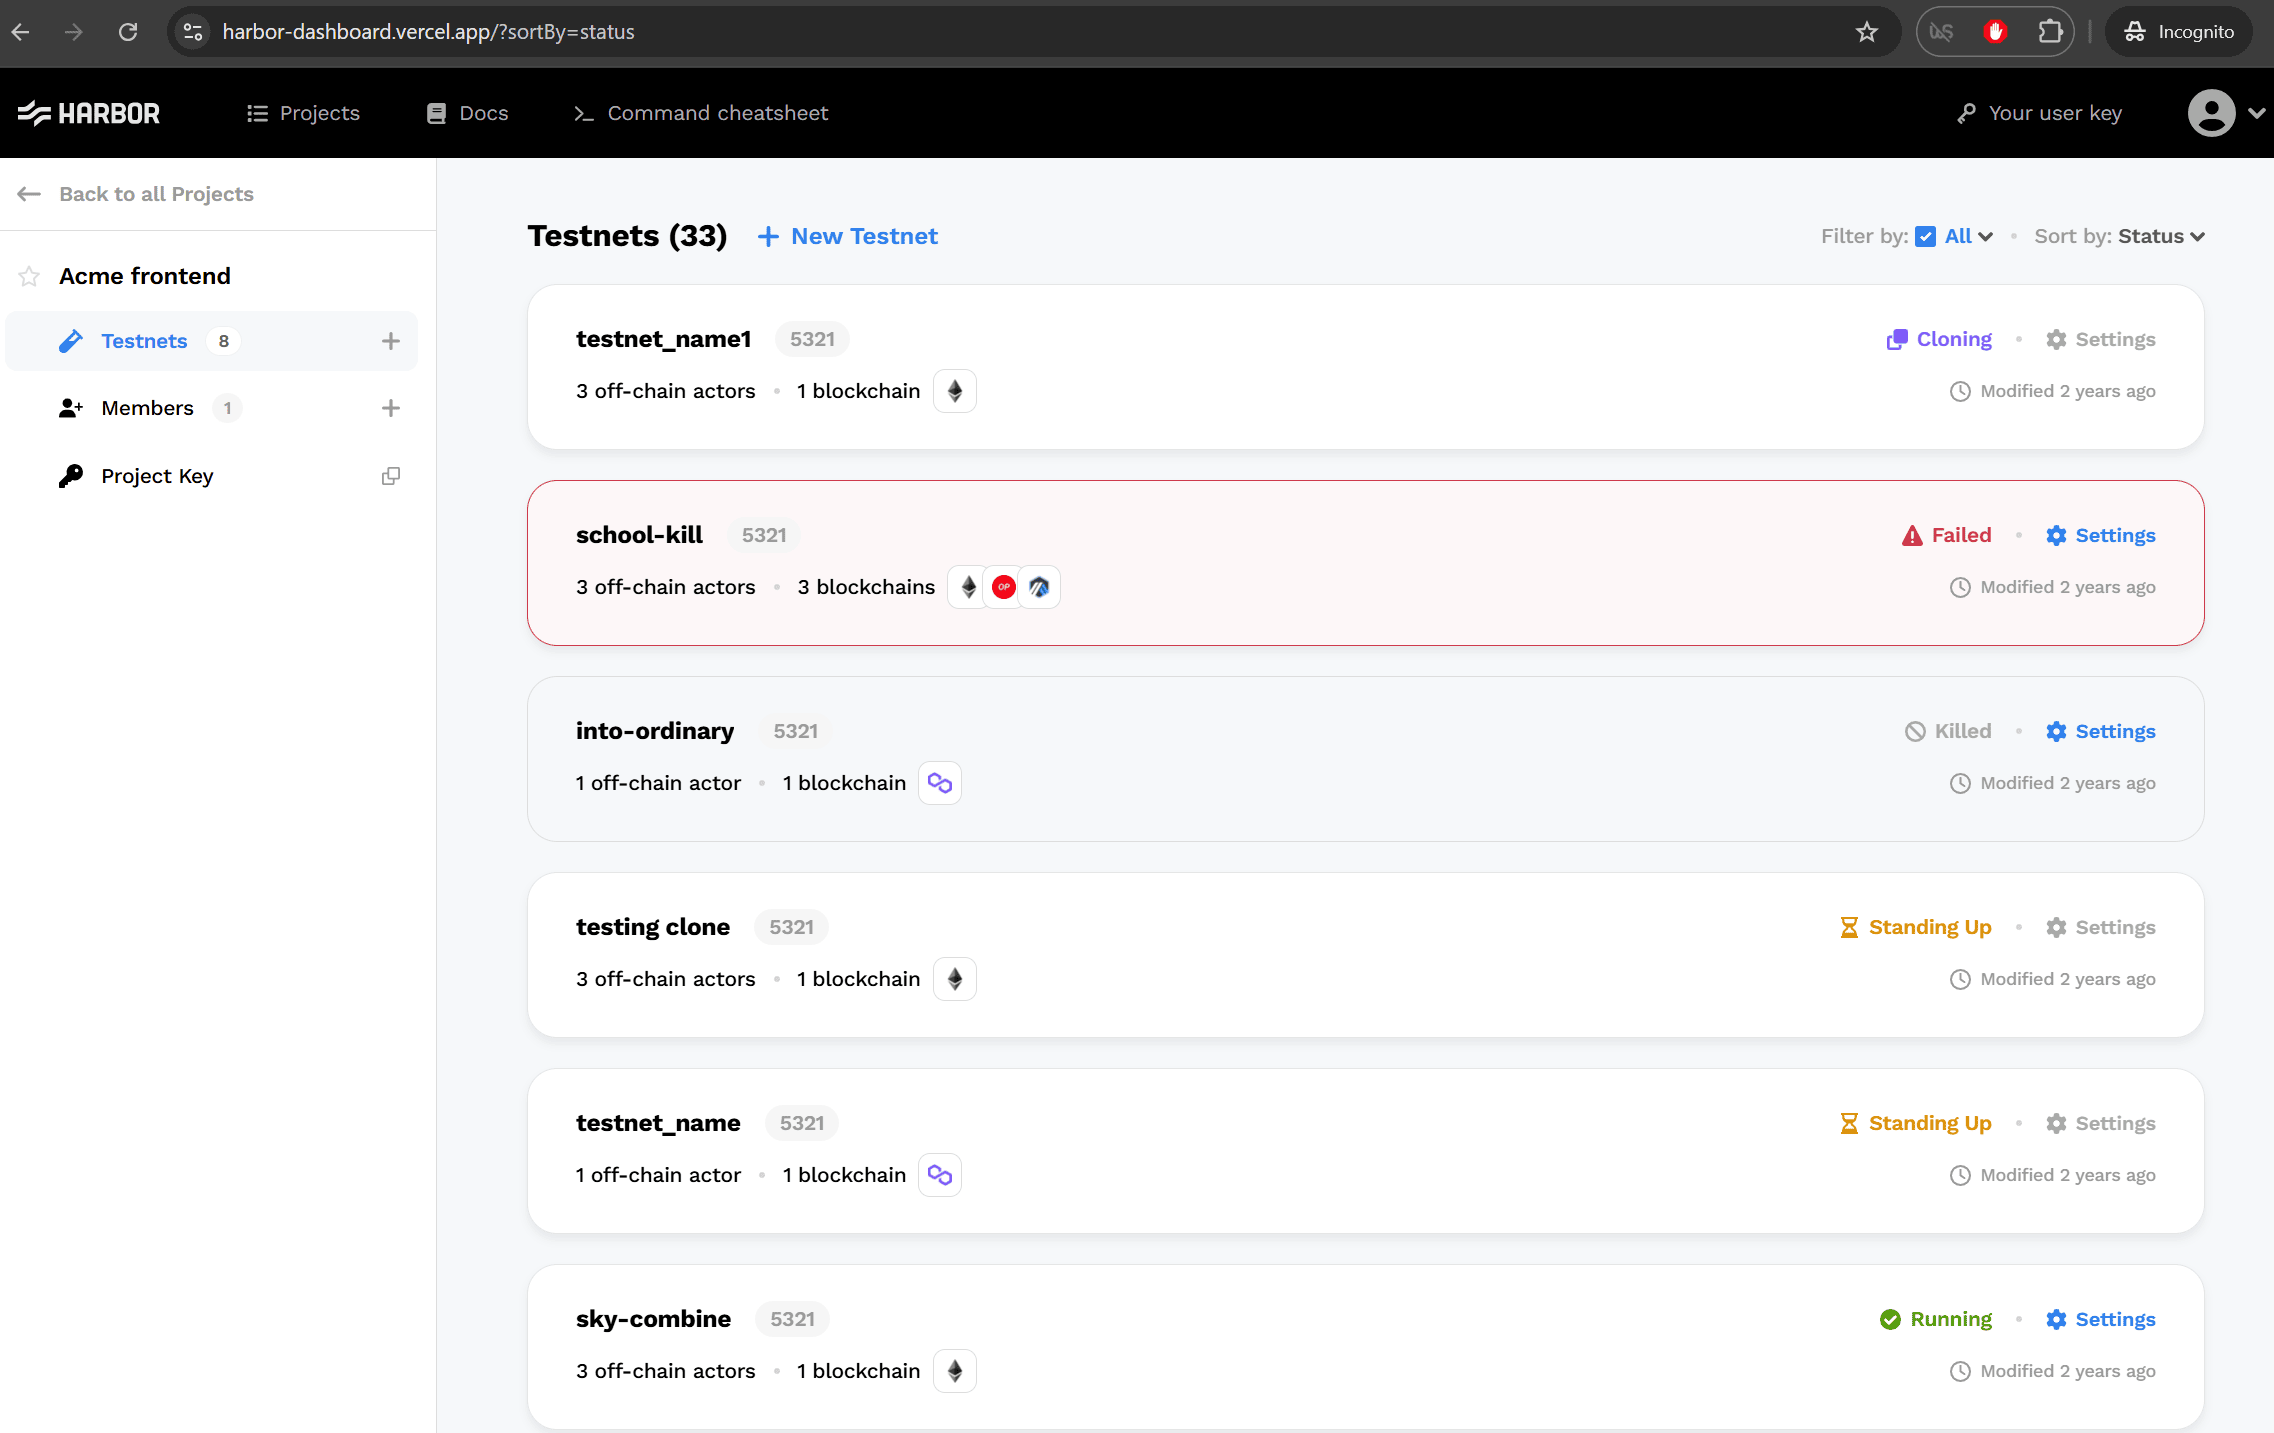 harbor-dashboard.vercel.app/?sortBy=status
Incognito
HARBOR
Projects
Docs
Command cheatsheet
Your user key
Back to all Projects
Acme frontend
Testnets 8
Members 1
Project Key
Testnets (33)
New Testnet
Filter by: All
Sort by: Status
testnet_name1 5321
Cloning
Settings
3 off-chain actors • 1 blockchain
Modified 2 years ago
school-kill 5321
Failed
Settings
3 off-chain actors • 3 blockchains
OP
Modified 2 years ago
into-ordinary 5321
Killed
Settings
1 off-chain actor • 1 blockchain
Modified 2 years ago
testing clone 5321
Standing Up
Settings
3 off-chain actors • 1 blockchain
Modified 2 years ago
testnet_name 5321
Standing Up
Settings
1 off-chain actor • 1 blockchain
Modified 2 years ago
sky-combine 5321
Running
Settings
3 off-chain actors • 1 blockchain
Modified 2 years ago